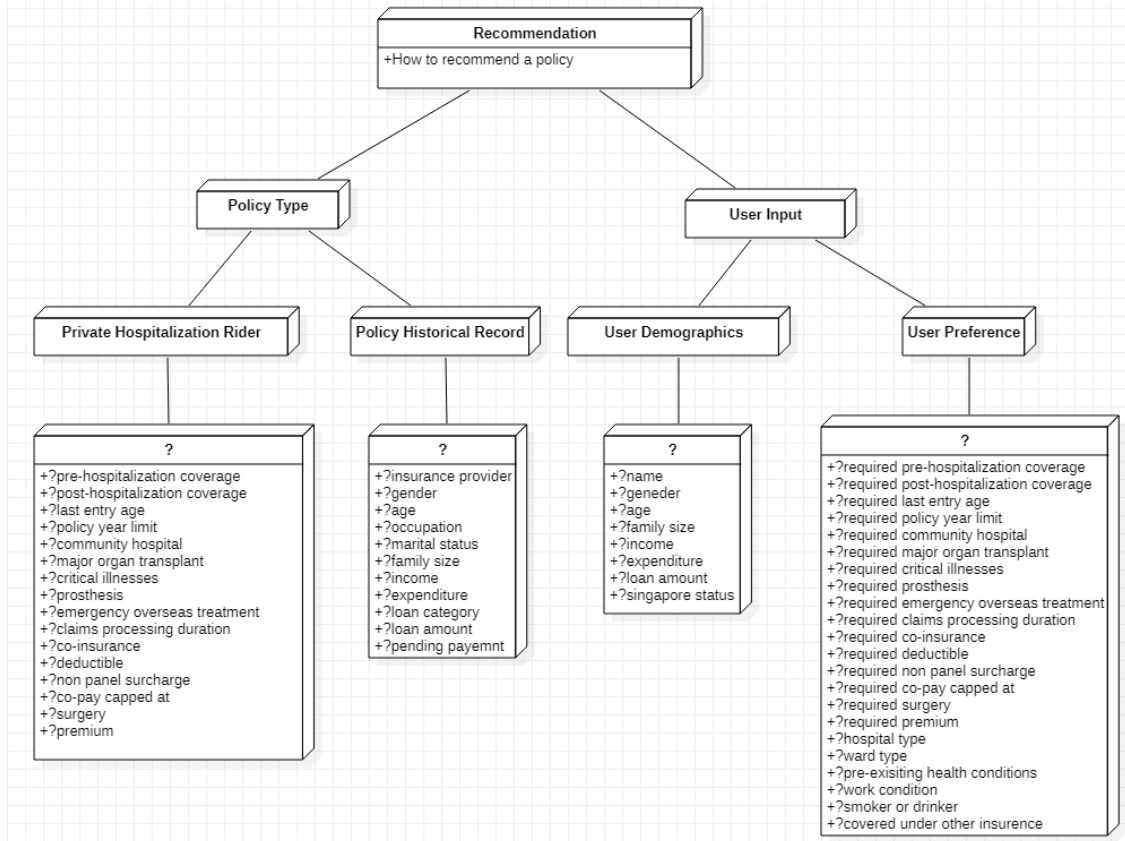 Recommendation
+How to recommend a policy
Policy Type
User Input
Private Hospitalization Rider
Policy Historical Record
User Demographics
User Preference
?
+?pre-hospitalization coverage
+?post-hospitalization coverage
+?last entry age
+?policy year limit
+?community hospital
+?major organ transplant
+?critical illnesses
+?prosthesis
+?emergency overseas treatment
+?claims processing duration
+?co-insurance
+?deductible
+?non panel surcharge
+?co-pay capped at
+?surgery
+?premium
?
+?insurance provider
+?gender
+?age
+?occupation
+?marital status
+?family size
+?income
+?expenditure
+?loan category
+?loan amount
+?pending payemnt
?
+?name
+?geneder
+?age
+?family size
+?income
+?expenditure
+?loan amount
+?singapore status
?
+?required pre-hospitalization coverage
+?required post-hospitalization coverage
+?required last entry age
+?required policy year limit
+?required community hospital
+?required major organ transplant
+?required critical illnesses
+?required prosthesis
+?required emergency overseas treatment
+?required claims processing duration
+?required co-insurance
+?required deductible
+?required non panel surcharge
+?required co-pay capped at
+?required surgery
+?required premium
+?hospital type
+?ward type
+?pre-exisiting health conditions
+?work condition
+?smoker or drinker
+?covered under other insurence